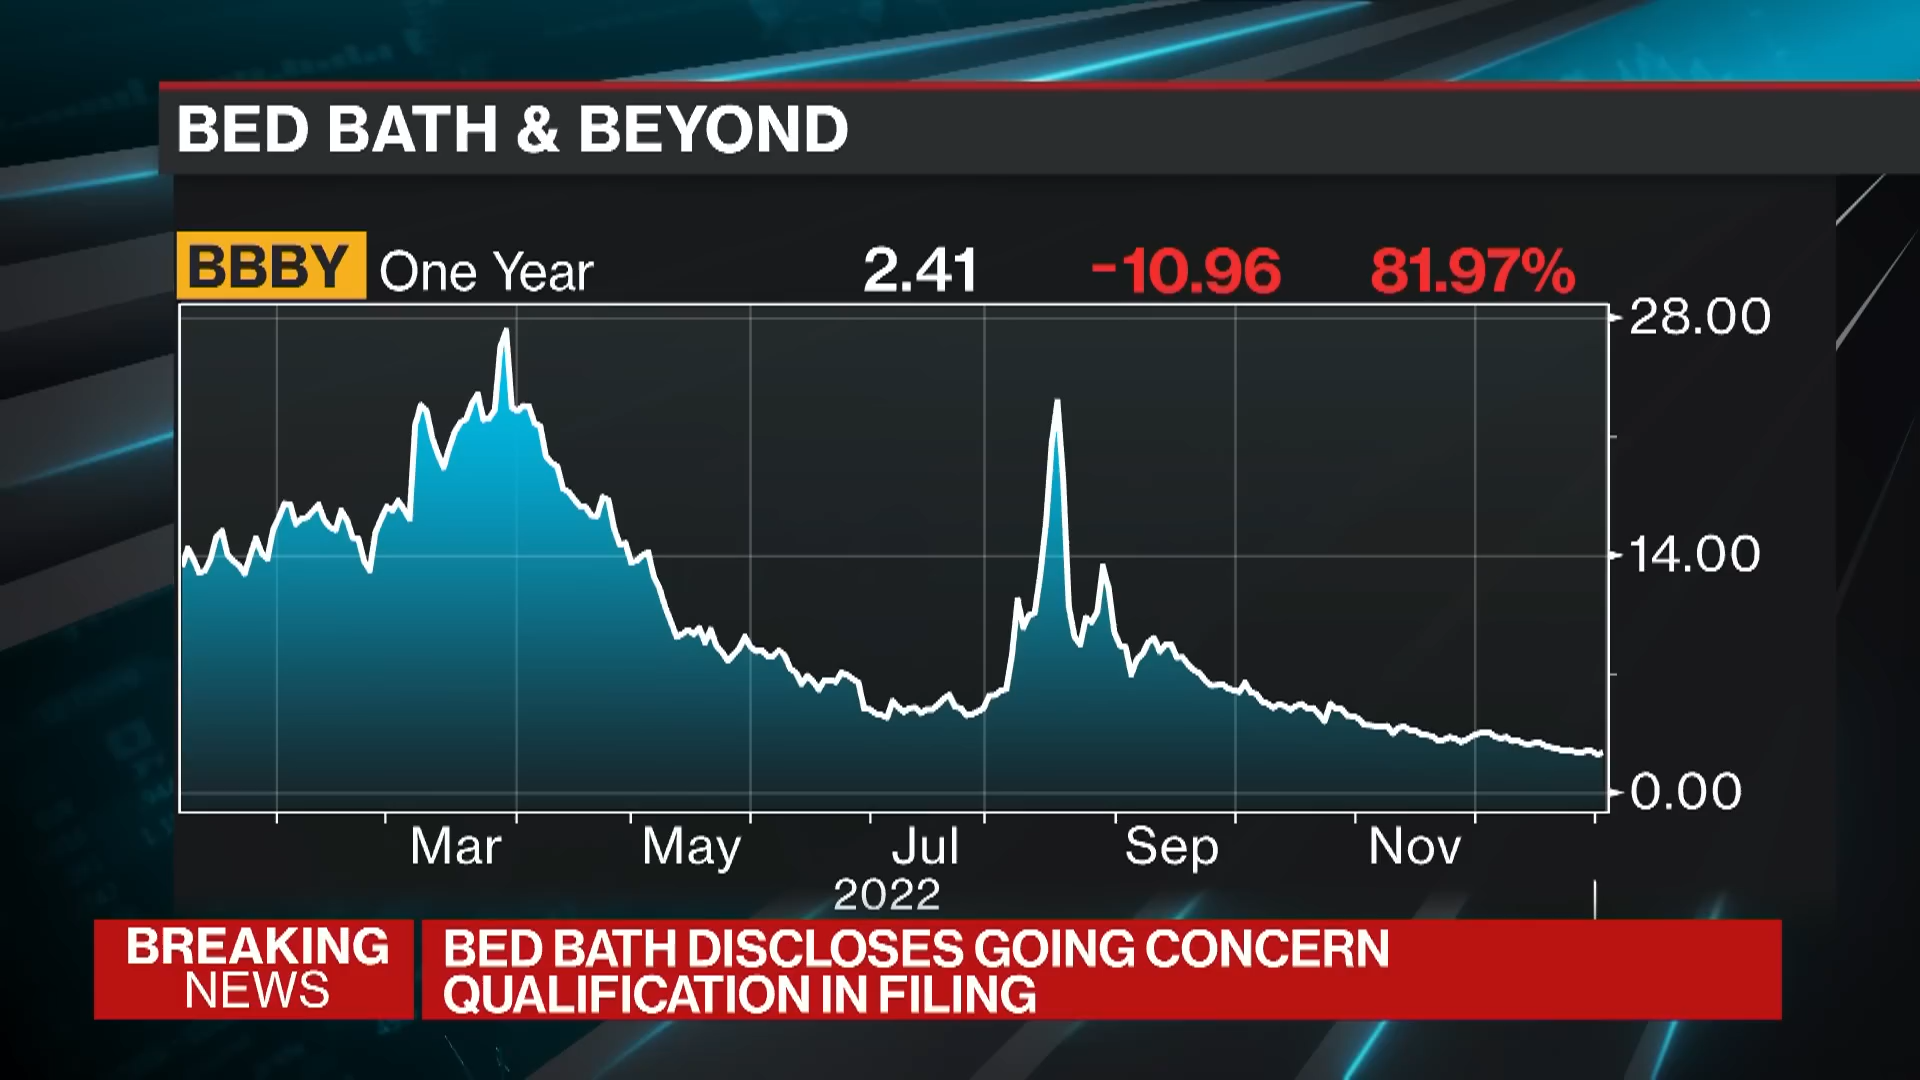 BED BATH & BEYOND
BBBY One Year 2.41 -10.96 81.97%
28.00
14.00
0.00
Mar May Jul Sep Nov
2022
BREAKING
NEWS
BED BATH DISCLOSES GOING CONCERN
QUALIFICATION IN FILING